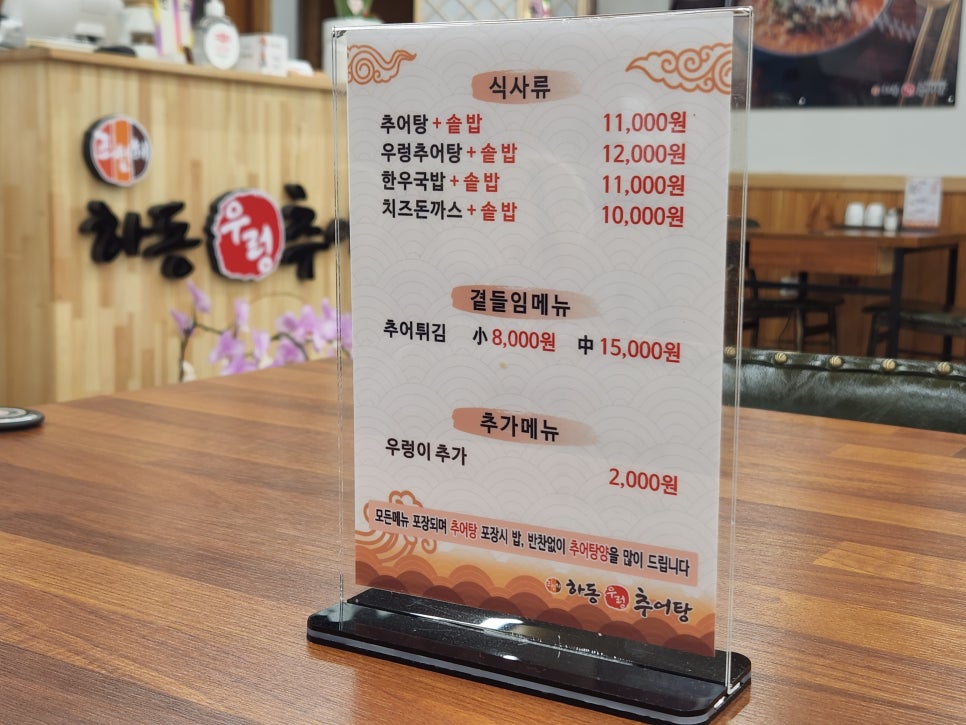 식사류
추어탕+솥밥 11,000원
우렁추어탕+솥밥 12,000원
한우국밥+솥밥 11,000원
치즈돈까스+솥밥 10,000원
곁들임메뉴
추어튀김 小 8,000원 中 15,000원
추가메뉴
우렁이 추가
2,000원
모든메뉴 포장되며 추어탕 포장시 밥, 반찬없이 추어탕양을 많이 드립니다
하동 우렁 추어탕
하동 우렁 추